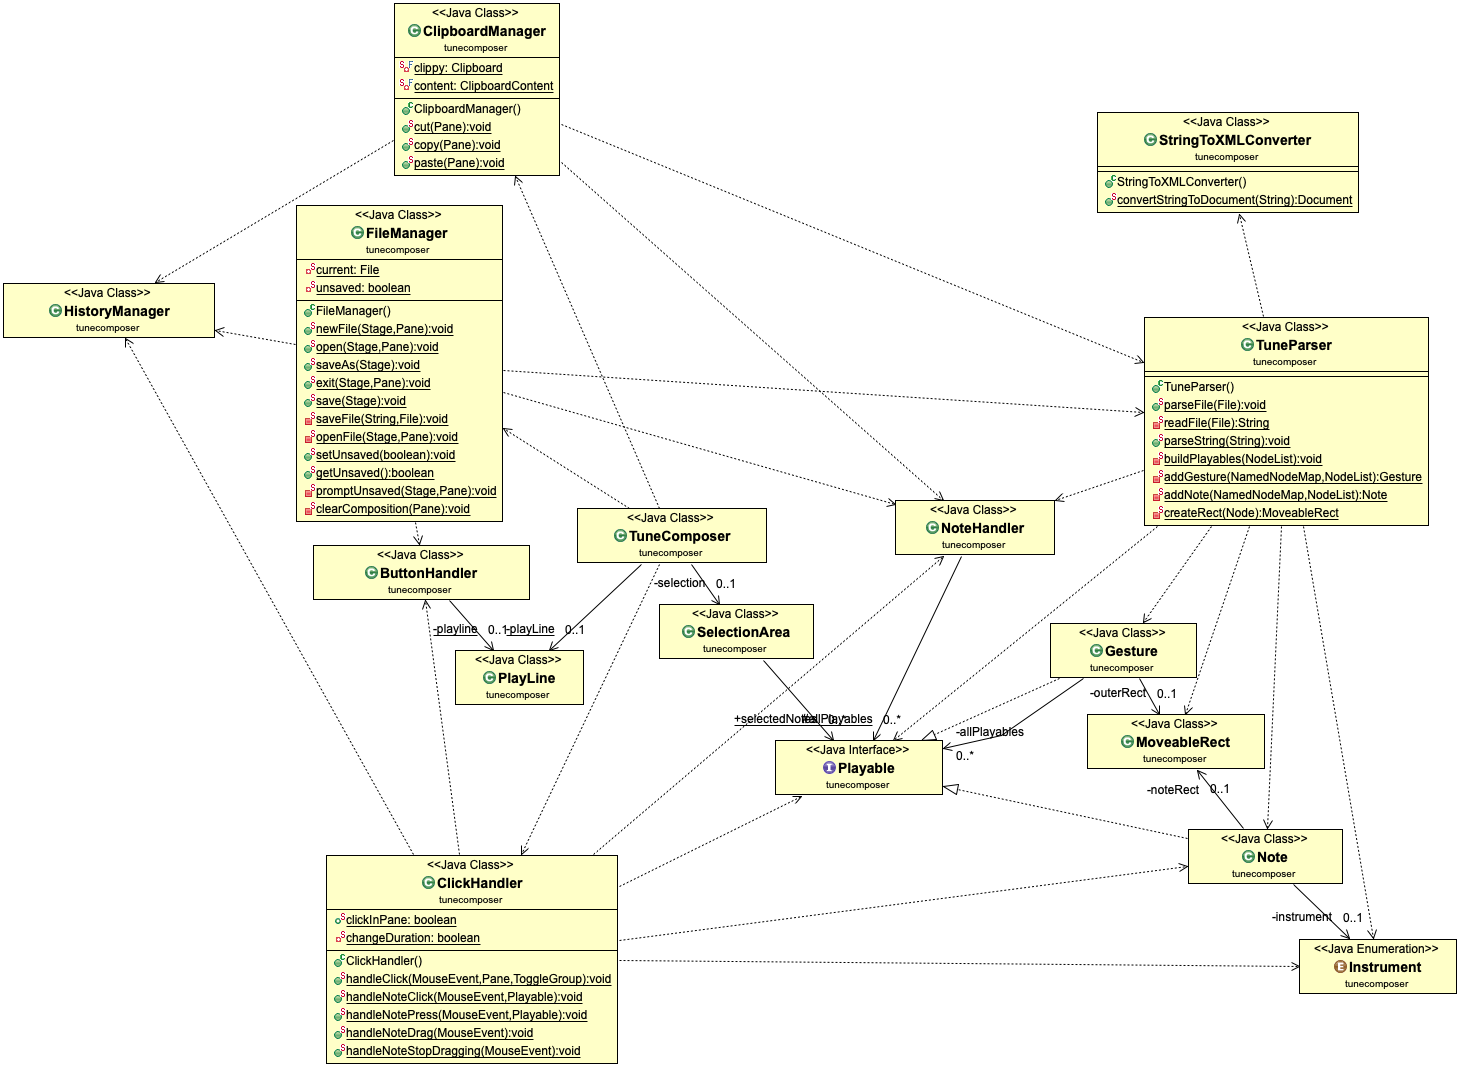 <<Java Class>>
ClipboardManager
tunecomposer
clippy: Clipboard
content: ClipboardContent
ClipboardManager()
cut(Pane):void
copy(Pane):void
paste(Pane):void
<<Java Class>>
StringToXMLConverter
tunecomposer
StringToXMLConverter()
convertStringToDocument(String):Document
<<Java Class>>
FileManager
tunecomposer
current: File
unsaved: boolean
FileManager()
newFile(Stage,Pane):void
open(Stage,Pane):void
saveAs(Stage):void
exit(Stage,Pane):void
save(Stage):void
saveFile(String,File):void
openFile(Stage,Pane):void
setUnsaved(boolean):void
getUnsaved():boolean
promptUnsaved(Stage,Pane):void
clearComposition(Pane):void
<<Java Class>>
HistoryManager
tunecomposer
<<Java Class>>
TuneParser
tunecomposer
TuneParser()
parseFile(File):void
readFile(File):String
parseString(String):void
buildPlayables(NodeList):void
addGesture(NamedNodeMap,NodeList):Gesture
addNote(NamedNodeMap,NodeList):Note
createRect(Node):MoveableRect
<<Java Class>>
TuneComposer
tunecomposer
<<Java Class>>
NoteHandler
tunecomposer
<<Java Class>>
ButtonHandler
tunecomposer
-selection
0..1
-playline
0..1
-playLine
0..1
<<Java Class>>
SelectionArea
tunecomposer
<<Java Class>>
PlayLine
tunecomposer
<<Java Class>>
Gesture
tunecomposer
-outerRect
0..1
+selectedNotes
0..*
#allPlayables
0..*
-allPlayables
0..*
<<Java Class>>
MoveableRect
tunecomposer
<<Java Interface>>
Playable
tunecomposer
-noteRect
0..1
<<Java Class>>
Note
tunecomposer
<<Java Class>>
ClickHandler
tunecomposer
clickInPane: boolean
changeDuration: boolean
ClickHandler()
handleClick(MouseEvent,Pane,ToggleGroup):void
handleNoteClick(MouseEvent,Playable):void
handleNotePress(MouseEvent,Playable):void
handleNoteDrag(MouseEvent):void
handleNoteStopDragging(MouseEvent):void
-instrument
0..1
<<Java Enumeration>>
Instrument
tunecomposer